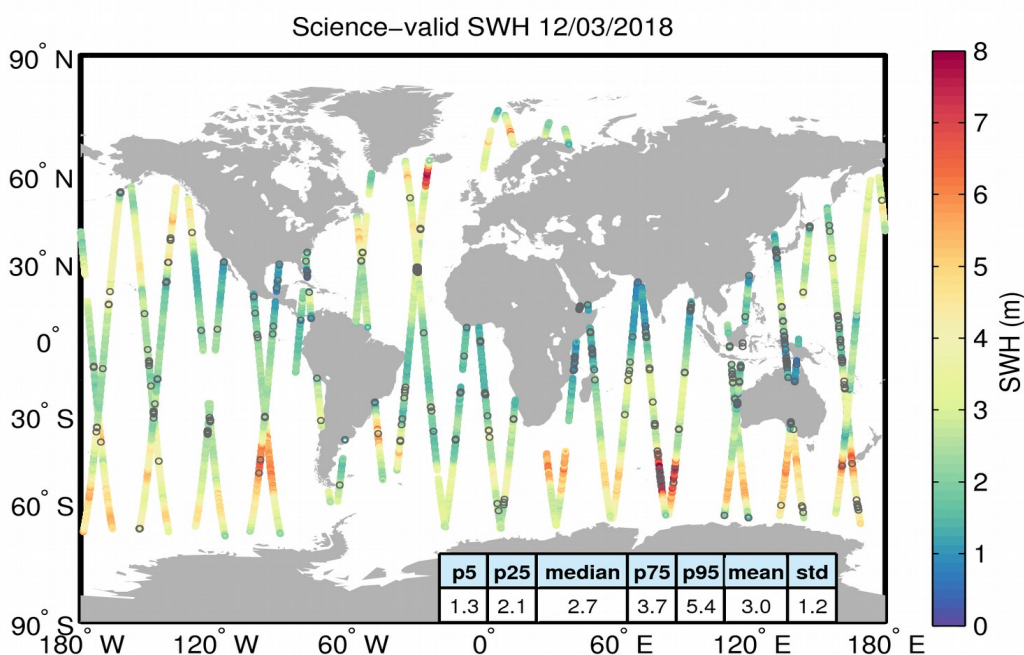 Science−valid SWH 12/03/2018
90° N
60° N
30° N
0°
30° S
60° S
90° S
180° W
120° W
60° W
0°
60° E
120° E
180° E
p5 p25 median p75 p95 mean std
1.3 2.1 2.7 3.7 5.4 3.0 1.2
8
7
6
5
4
3
2
1
0
SWH (m)